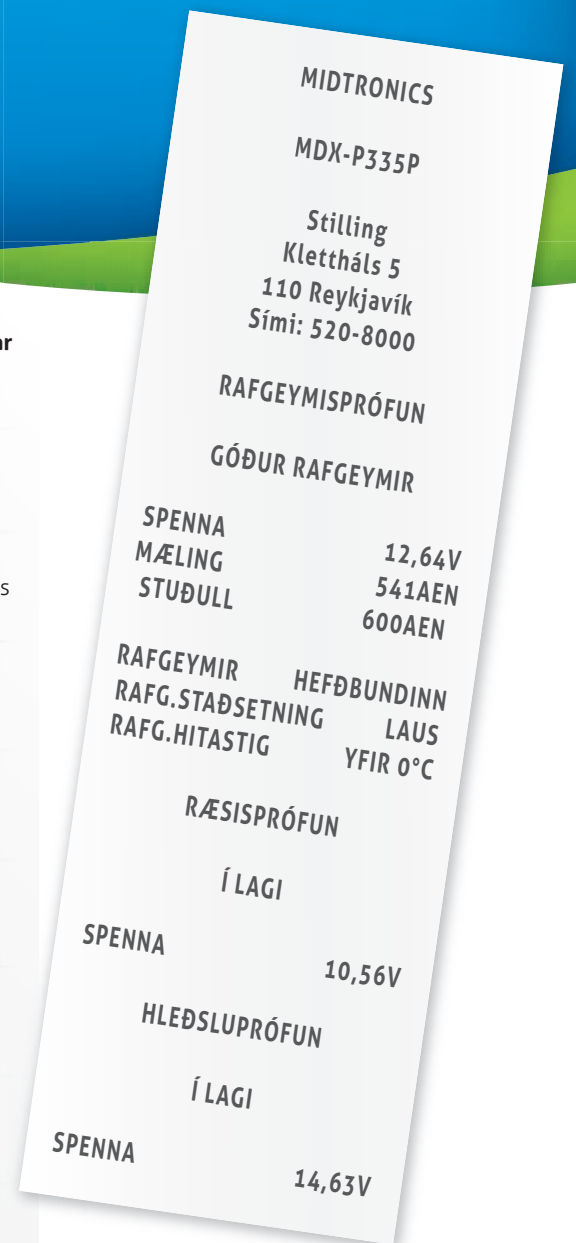 MIDTRONICS
MDX-P335P
Stilling
Klettháls 5
110 Reykjavík
Sími: 520-8000
RAFGEYMISPRÓFUN
GÓÐUR RAFGEYMIR
SPENNA 12,64V
MÆLING 541AEN
STUÐULL 600AEN
RAFGEYMIR HEFÐBUNDINN
RAFG.STAÐSETNING LAUS
RAFG.HITASTIG YFIR 0°C
RÆSISPRÓFUN
Í LAGI
SPENNA 10,56V
HLEÐSLUPRÓFUN
Í LAGI
SPENNA 14,63V